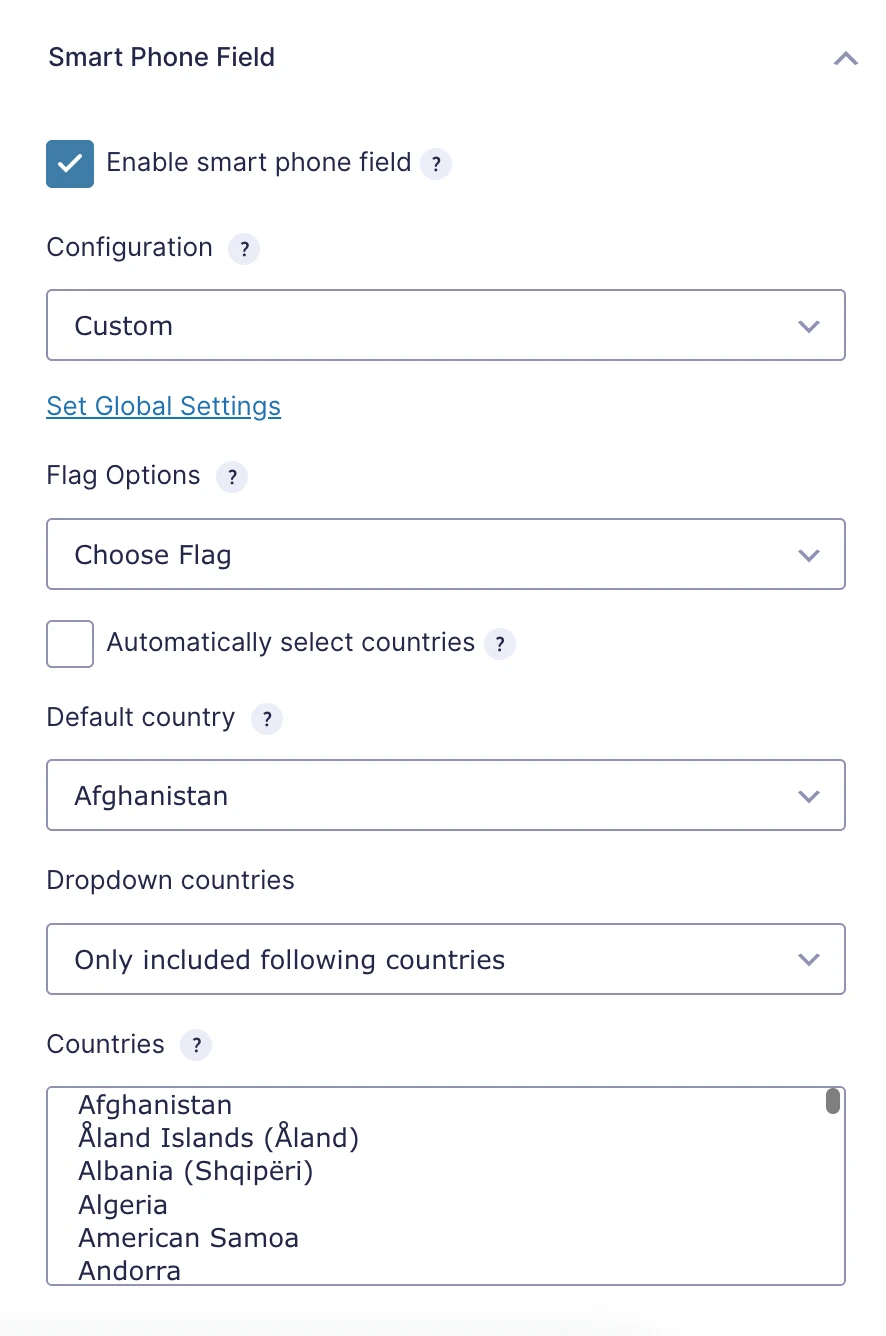 Smart Phone Field
Enable smart phone field ?
Configuration ?
Custom
Set Global Settings
Flag Options ?
Choose Flag
Automatically select countries ?
Default country ?
Afghanistan
Dropdown countries
Only included following countries
Countries ?
Afghanistan
Åland Islands (Åland)
Albania (Shqipëri)
Algeria
American Samoa
Andorra